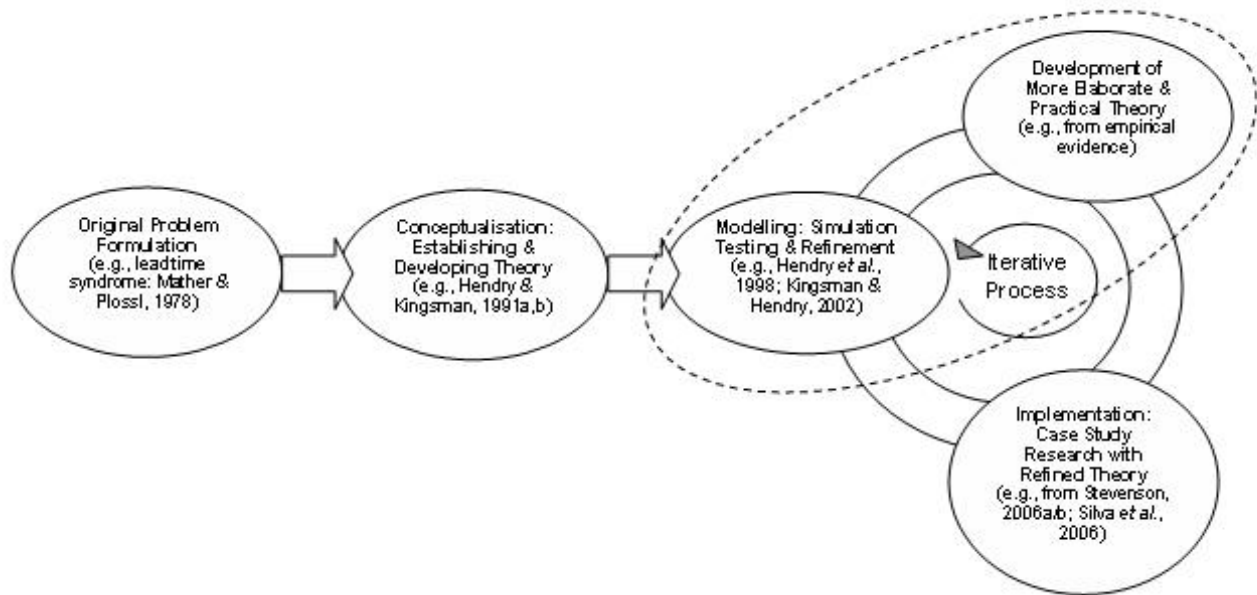 Original Problem
Formulation
(e.g., leadtime
syndrome: Mather &
Plossl, 1978)
Conceptualisation:
Establishing &
Developing Theory
(e.g., Hendry &
Kingsman, 1991a,b)
Modelling: Simulation
Testing & Refinement
(e.g., Hendry et al.,
1998; Kingsman &
Hendry, 2002)
Development of
More Elaborate &
Practical Theory
(e.g., from empirical
evidence)
Iterative
Process
Implementation:
Case Study
Research with
Refined Theory
(e.g., from Stevenson,
2006a/b; Silva et al.,
2006)